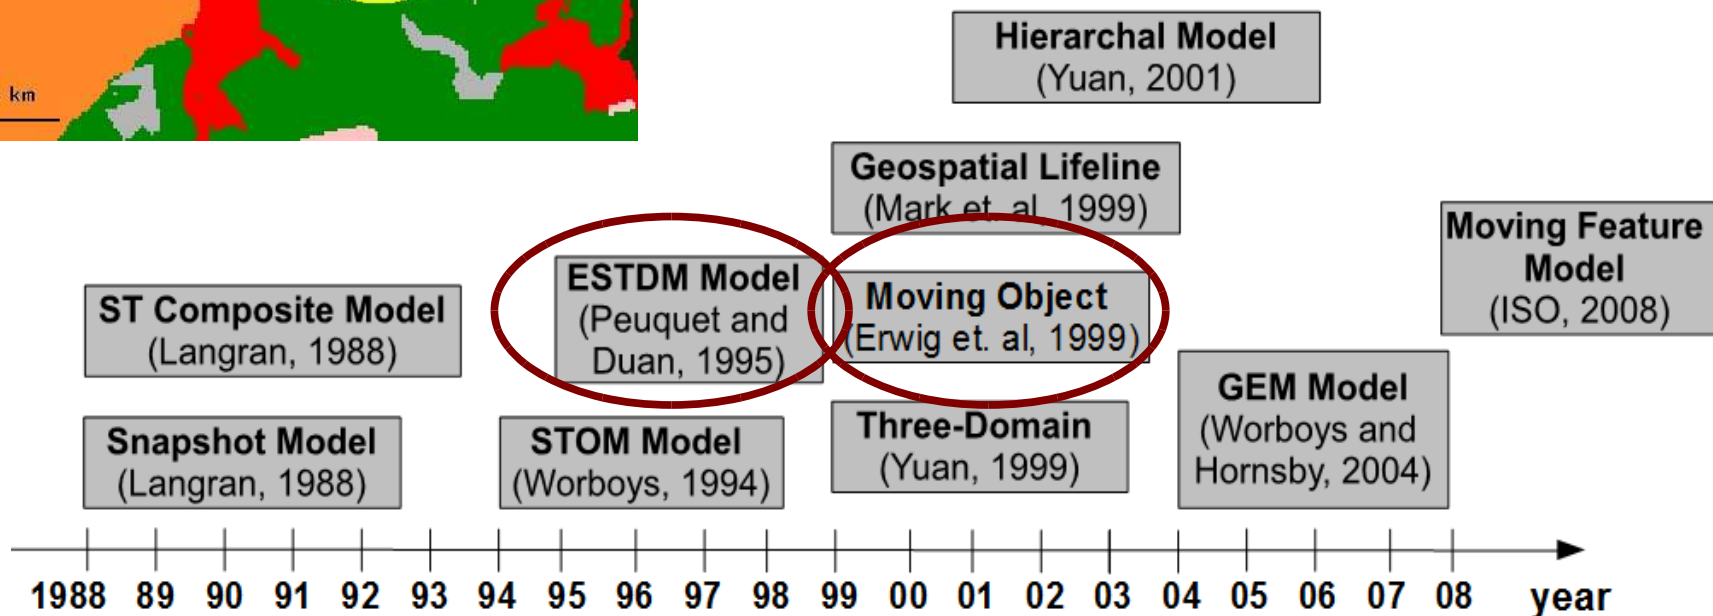 km
Hierarchal Model
(Yuan, 2001)
Geospatial Lifeline
(Mark et. al, 1999)
Moving Feature
Model
(ISO, 2008)
ESTDM Model
(Peuquet and
Duan, 1995)
Moving Object
(Erwig et. al, 1999)
ST Composite Model
(Langran, 1988)
GEM Model
(Worboys and
Hornsby, 2004)
Snapshot Model
(Langran, 1988)
STOM Model
(Worboys, 1994)
Three-Domain
(Yuan, 1999)
1988 89 90 91 92 93 94 95 96 97 98 99 00 01 02 03 04 05 06 07 08 year